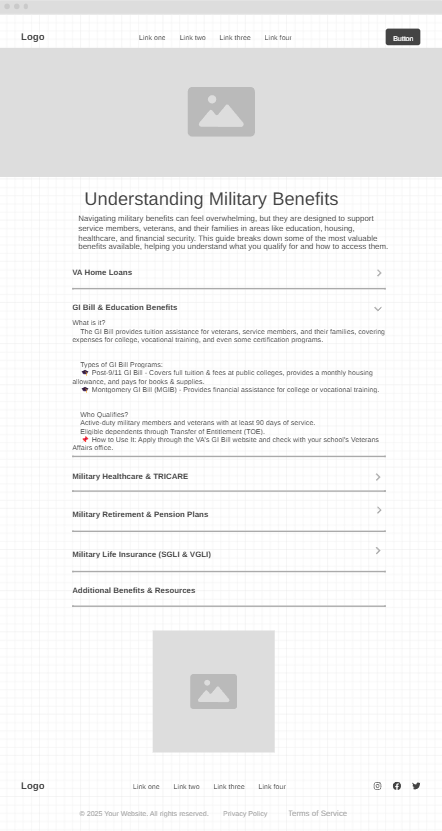 Logo
Link one Link two Link three Link four
Button
Understanding Military Benefits
Navigating military benefits can feel overwhelming, but they are designed to support
service members, veterans, and their families in areas like education, housing,
healthcare, and financial security. This guide breaks down some of the most valuable
benefits available, helping you understand what you qualify for and how to access them.
VA Home Loans
GI Bill & Education Benefits
What is it?
The GI Bill provides tuition assistance for veterans, service members, and their families, covering
expenses for college, vocational training, and even some certification programs.
Types of GI Bill Programs:
🎓 Post-9/11 GI Bill - Covers full tuition & fees at public colleges, provides a monthly housing
allowance, and pays for books & supplies.
🎓 Montgomery GI Bill (MGIB) - Provides financial assistance for college or vocational training.
Who Qualifies?
Active-duty military members and veterans with at least 90 days of service.
Eligible dependents through Transfer of Entitlement (TOE).
📌 How to Use It: Apply through the VA's GI Bill website and check with your school's Veterans
Affairs office.
Military Healthcare & TRICARE
Military Retirement & Pension Plans
Military Life Insurance (SGLI & VGLI)
Additional Benefits & Resources
Logo
Link one Link two Link three Link four
© 2025 Your Website. All rights reserved. Privacy Policy Terms of Service